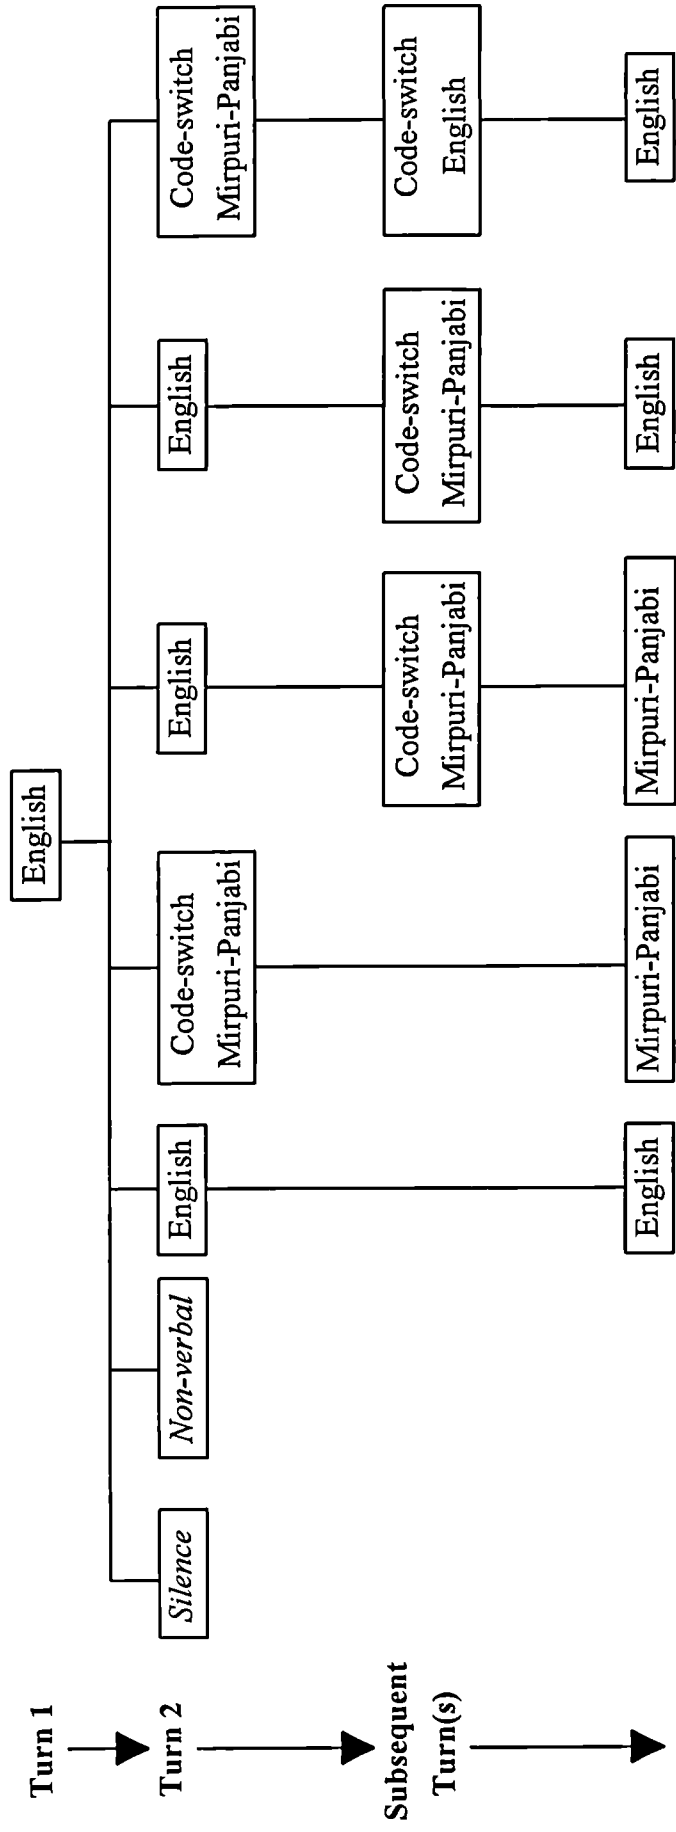 Turn 1
English
Turn 2
Silence
Non-verbal
English
Code-switch
Mirpuri-Panjabi
English
English
Code-switch
Mirpuri-Panjabi
Subsequent
Turn(s)
Code-switch
Mirpuri-Panjabi
Code-switch
Mirpuri-Panjabi
Code-switch
English
English
Mirpuri-Panjabi
Mirpuri-Panjabi
English
English